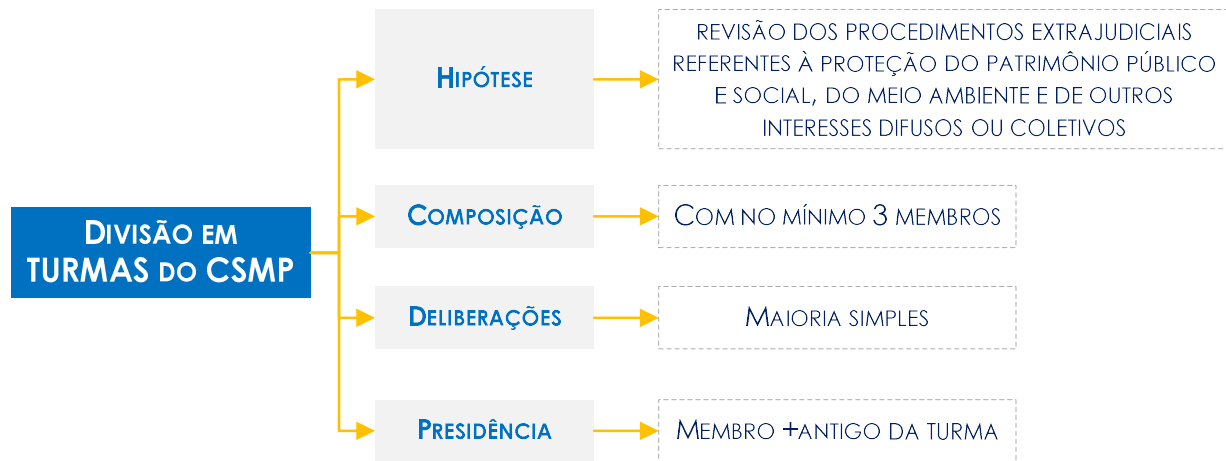 DIVISÃO EM
TURMAS DO CSMP
HIPÓTESE
REVISÃO DOS PROCEDIMENTOS EXTRAJUDICIAIS
REFERENTES À PROTEÇÃO DO PATRIMÔNIO PÚBLICO
E SOCIAL, DO MEIO AMBIENTE E DE OUTROS
INTERESSES DIFUSOS OU COLETIVOS
COMPOSIÇÃO
COM NO MÍNIMO 3 MEMBROS
DELIBERAÇÕES
MAIORIA SIMPLES
PRESIDÊNCIA
MEMBRO +ANTIGO DA TURMA